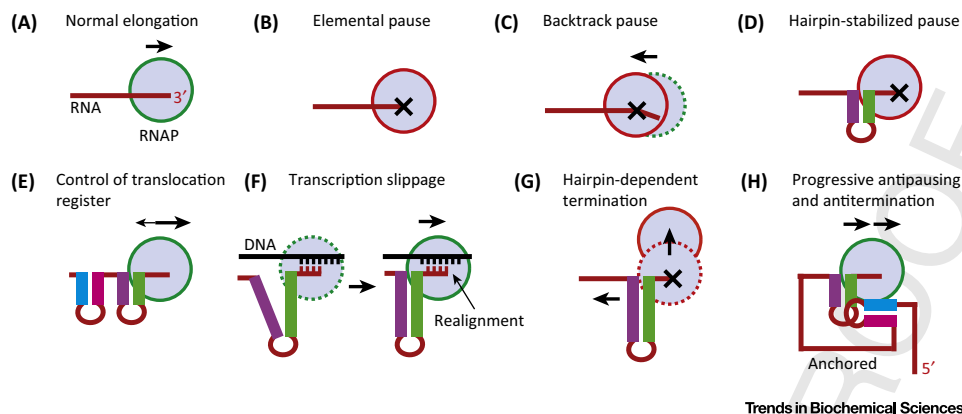 (A) Normal elongation
RNA
3′
RNAP
(B) Elemental pause
(C) Backtrack pause
(D) Hairpin-stabilized pause
(E) Control of translocation
register
(F) Transcription slippage
DNA
Realignment
(G) Hairpin-dependent
termination
(H) Progressive antipausing
and antitermination
Anchored
5′
Trends in Biochemical Sciences